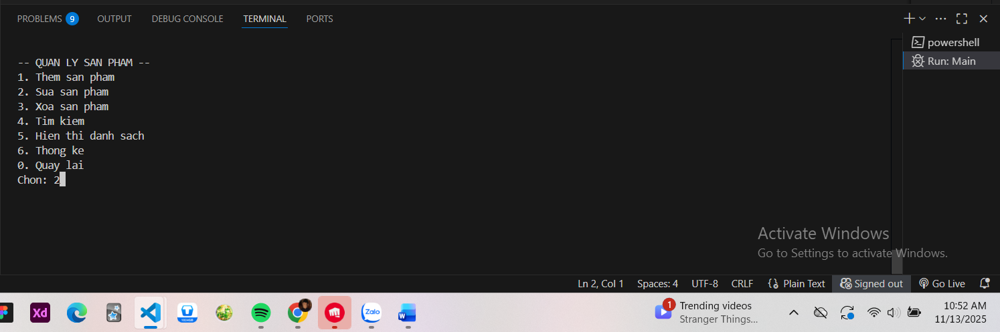 PROBLEMS 9 OUTPUT DEBUG CONSOLE TERMINAL PORTS
powershell
Run: Main
-- QUAN LY SAN PHAM --
1. Them san pham
2. Sua san pham
3. Xoa san pham
4. Tim kiem
5. Hien thi danh sach
6. Thong ke
0. Quay lai
Chon: 2
Activate Windows
Go to Settings to activate Windows.
Ln 2, Col 1 Spaces: 4 UTF-8 CRLF {} Plain Text Signed out Go Live
Xd
1024GB
Zalo
W
1
Trending videos
Stranger Things...
10:52 AM
11/13/2025